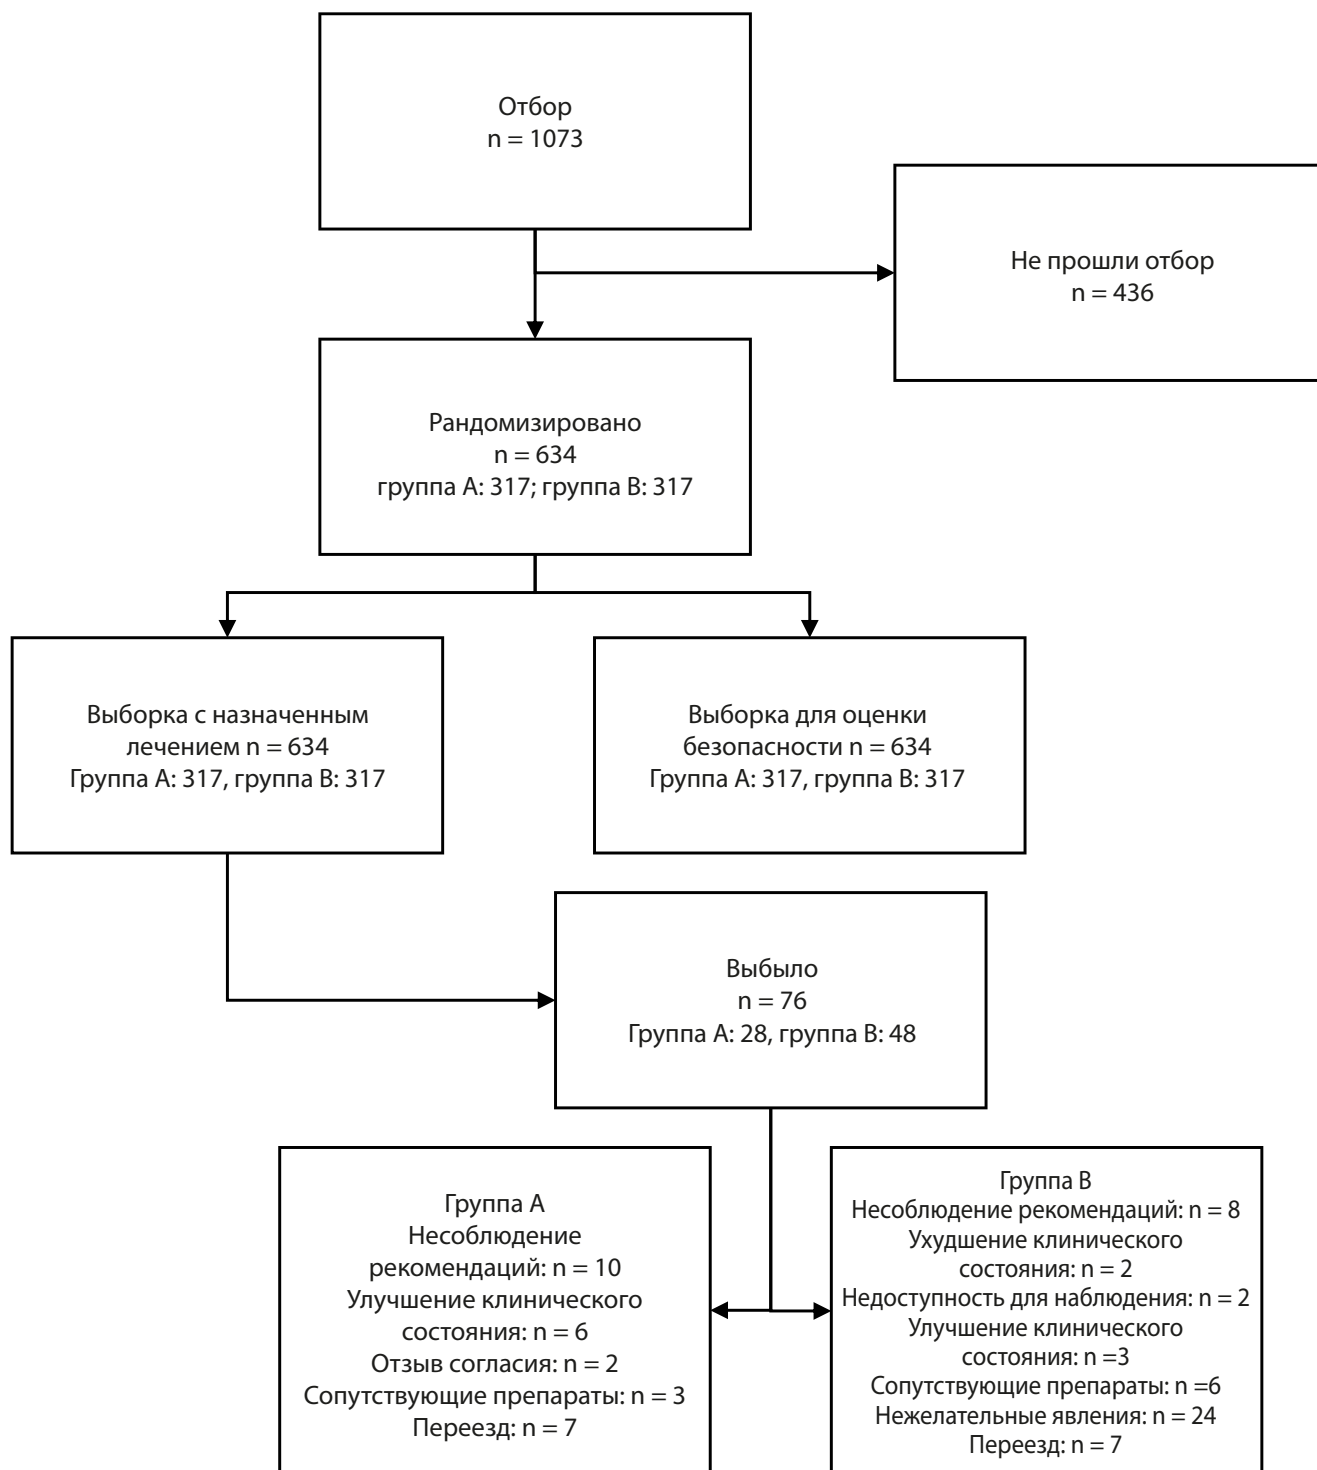 Отбор
n = 1073
Не прошли отбор
n = 436
Рандомизировано
n = 634
группа A: 317; группа B: 317
Выборка с назначенным
лечением n = 634
Группа A: 317, группа B: 317
Выборка для оценки
безопасности n = 634
Группа A: 317, группа B: 317
Выбыло
n = 76
Группа A: 28, группа B: 48
Группа A
Несоблюдение
рекомендаций: n = 10
Улучшение клинического
состояния: n = 6
Отзыв согласия: n = 2
Сопутствующие препараты: n = 3
Переезд: n = 7
Группа B
Несоблюдение рекомендаций: n = 8
Ухудшение клинического
состояния: n = 2
Недоступность для наблюдения: n = 2
Улучшение клинического
состояния: n =3
Сопутствующие препараты: n =6
Нежелательные явления: n = 24
Переезд: n = 7